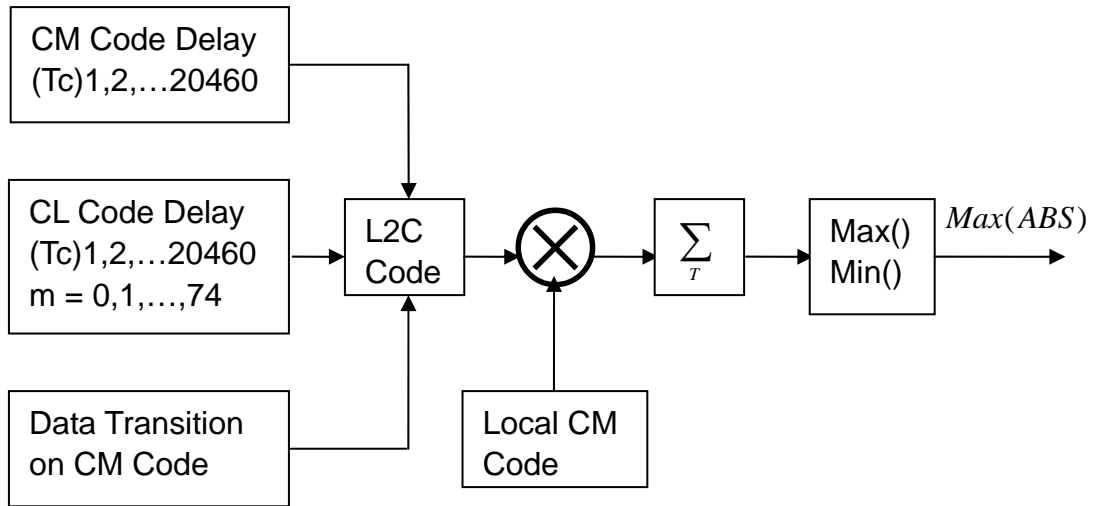 CM Code Delay
(Tc)1,2,…20460
CL Code Delay
(Tc)1,2,…20460
m = 0,1,…,74
Data Transition
on CM Code
L2C
Code
Local CM
Code
∑
T
Max()
Min()
Max(ABS)